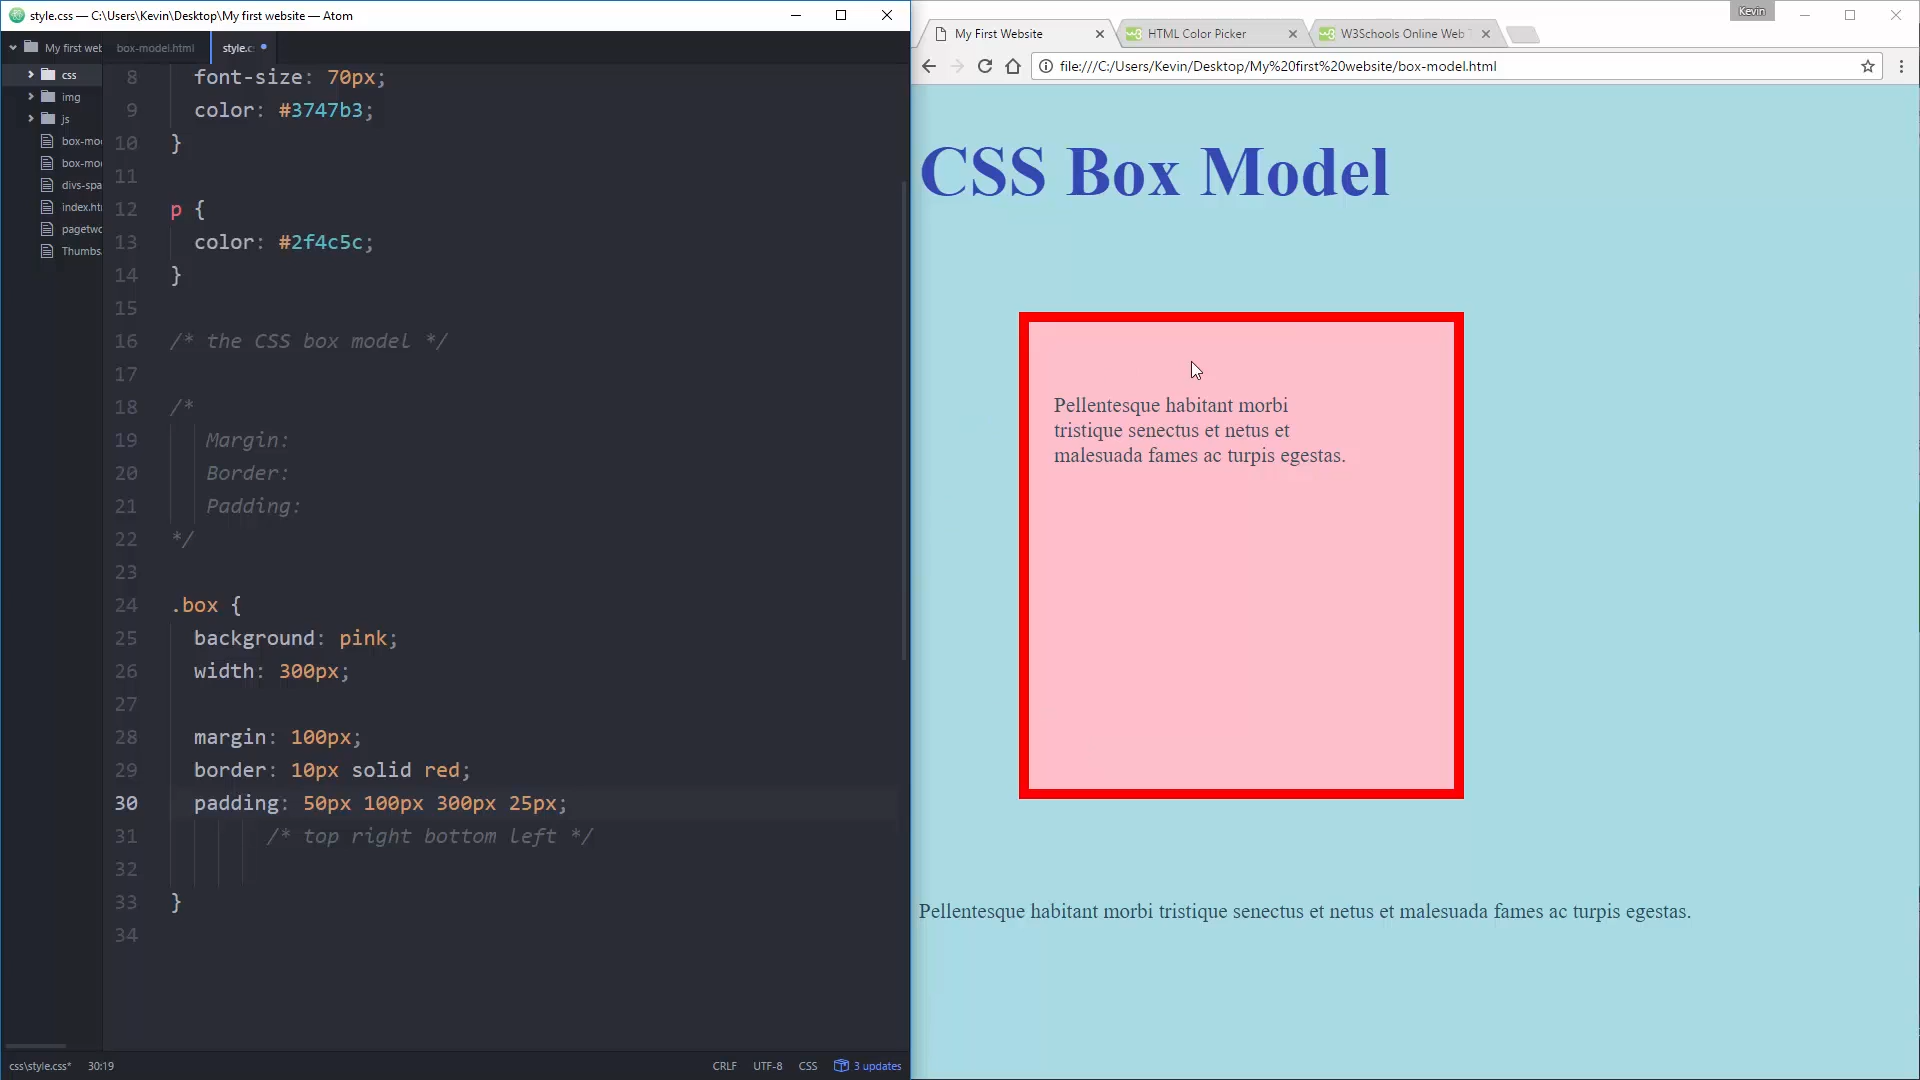 style.css — C:\Users\Kevin\Desktop\My first website — Atom
My first web
box-model.html
style.c
css
img
js
box-mo
box-mo
divs-spa
index.ht
pagetwo
Thumbs.
8 font-size: 70px;
9 color: #3747b3;
10 }
11
12 p {
13 color: #2f4c5c;
14 }
15
16 /* the CSS box model */
17
18 /*
19 Margin:
20 Border:
21 Padding:
22 */
23
24 .box {
25 background: pink;
26 width: 300px;
27
28 margin: 100px;
29 border: 10px solid red;
30 padding: 50px 100px 300px 25px;
31 /* top right bottom left */
32
33 }
34
css\style.css* 30:19 CRLF UTF-8 CSS 3 updates
Kevin
My First Website
HTML Color Picker
W3Schools Online Web T
file:///C:/Users/Kevin/Desktop/My%20first%20website/box-model.html
CSS Box Model
Pellentesque habitant morbi
tristique senectus et netus et
malesuada fames ac turpis egestas.
Pellentesque habitant morbi tristique senectus et netus et malesuada fames ac turpis egestas.